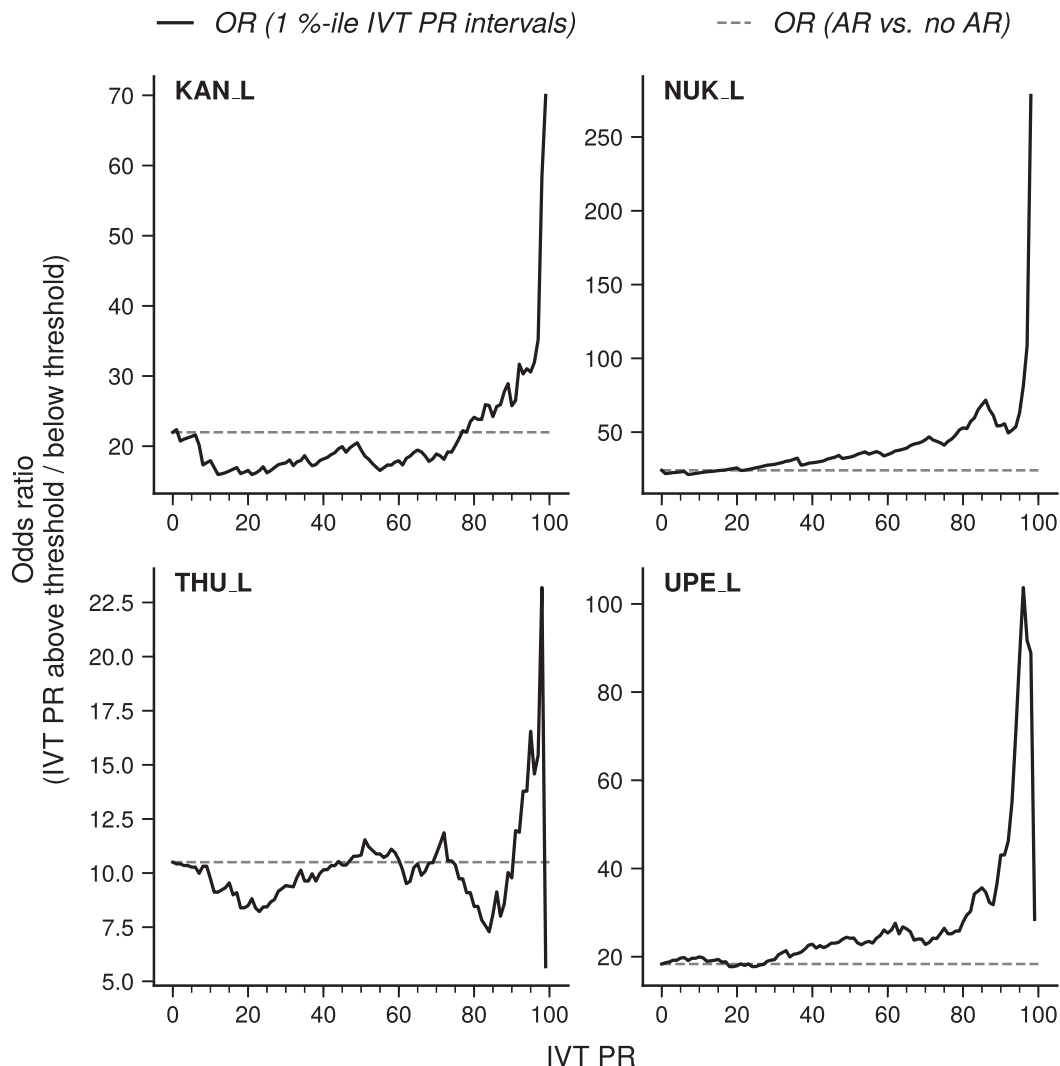 OR (1 %-ile IVT PR intervals) OR (AR vs. no AR)
Odds ratio
(IVT PR above threshold / below threshold)
KAN_L
70
60
50
40
30
20
0 20 40 60 80 100
NUK_L
250
200
150
100
50
0 20 40 60 80 100
THU_L
22.5
20.0
17.5
15.0
12.5
10.0
7.5
5.0
0 20 40 60 80 100
UPE_L
100
80
60
40
20
0 20 40 60 80 100
IVT PR